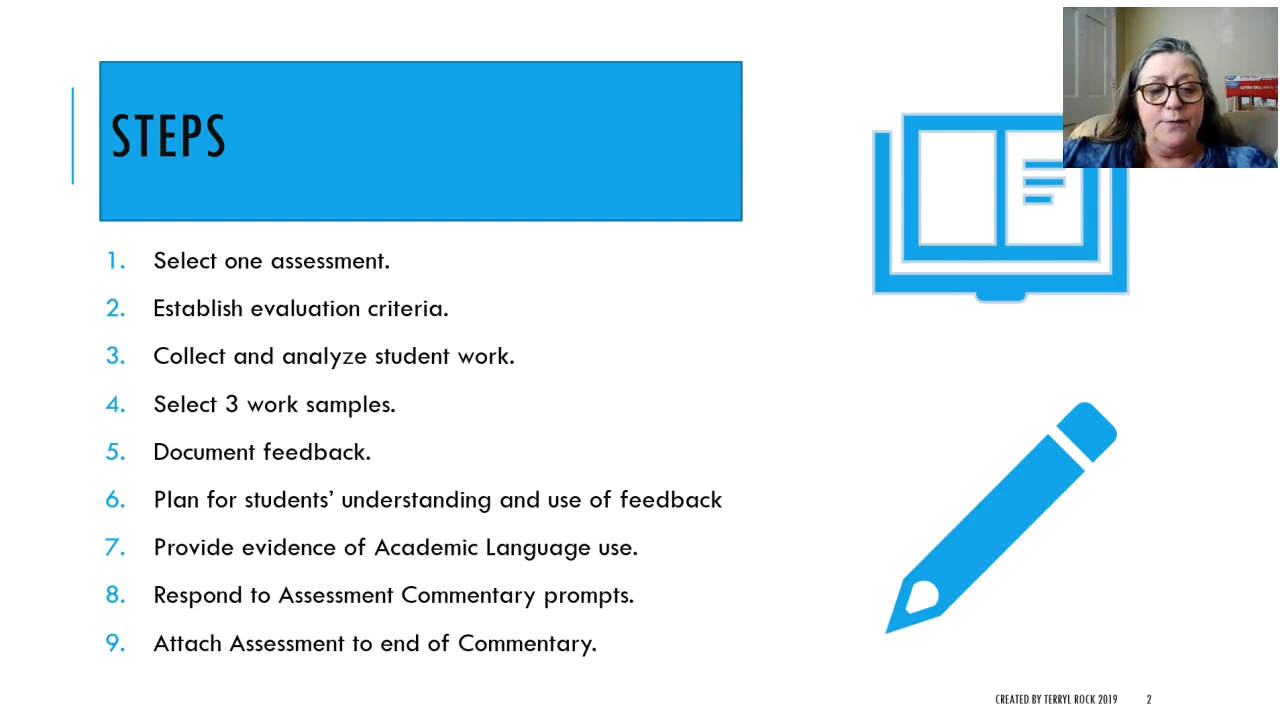 STEPS
1. Select one assessment.
2. Establish evaluation criteria.
3. Collect and analyze student work.
4. Select 3 work samples.
5. Document feedback.
6. Plan for students’ understanding and use of feedback
7. Provide evidence of Academic Language use.
8. Respond to Assessment Commentary prompts.
9. Attach Assessment to end of Commentary.
CREATED BY TERRYL ROCK 2019 2